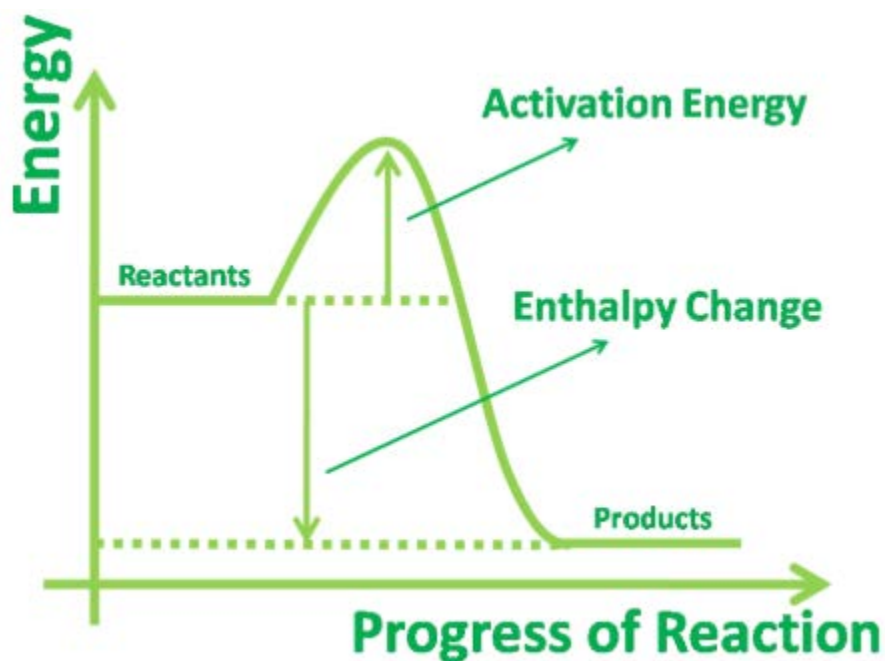 Energy
Activation Energy
Reactants
Enthalpy Change
Products
Progress of Reaction